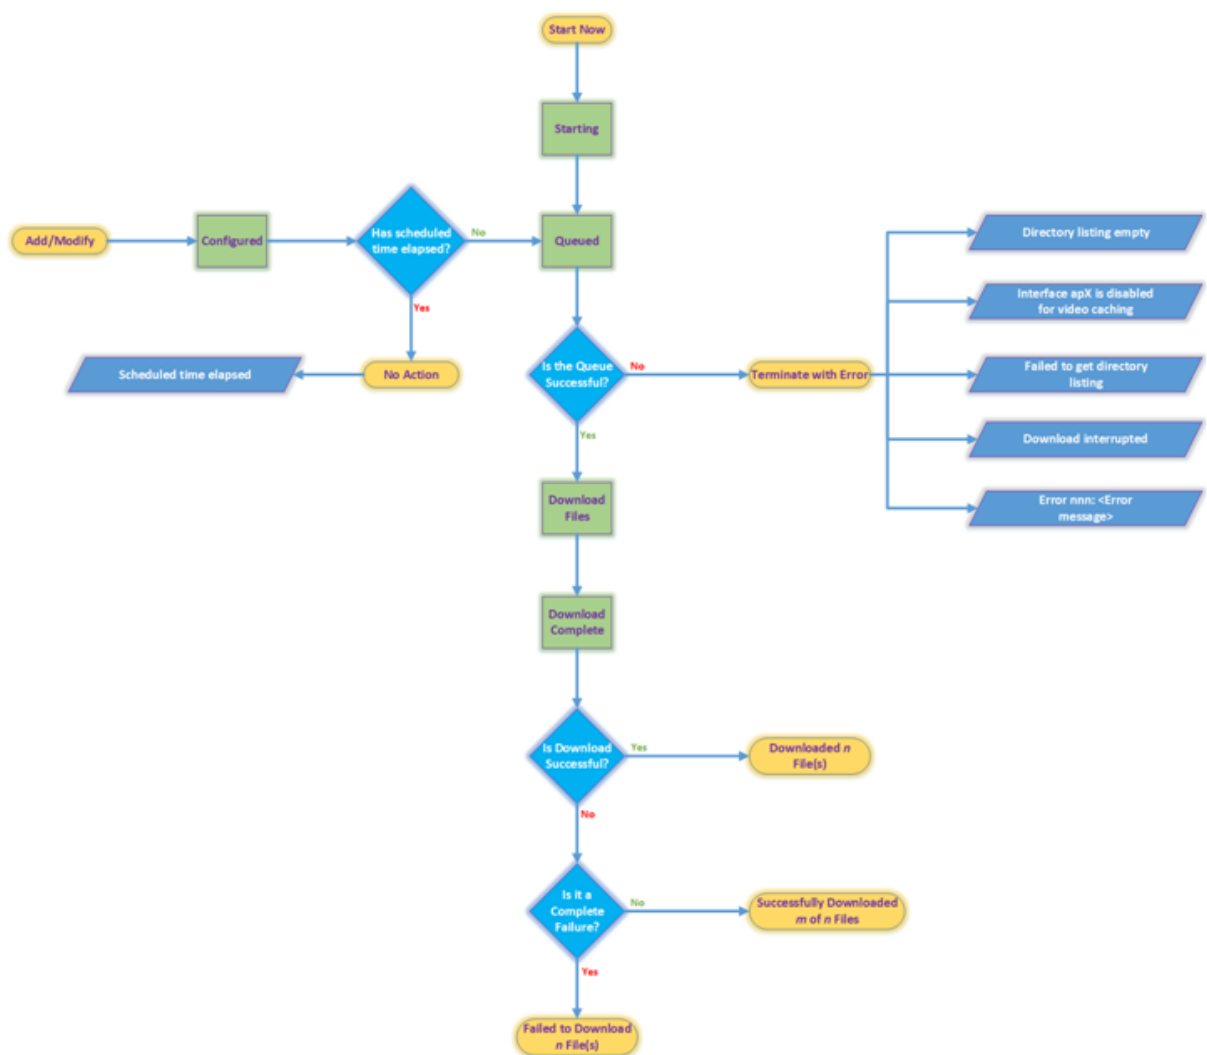 Start Now
Starting
Add/Modify
Configured
Has scheduled
time elapsed?
No
Queued
Yes
Scheduled time elapsed
No Action
Is the Queue
Successful?
No
Terminate with Error
Directory listing empty
Interface apX is disabled
for video caching
Failed to get directory
listing
Download interrupted
Error nnn: <Error
message>
Yes
Download
Files
Download
Complete
Is Download
Successful?
Yes
Downloaded n
File(s)
No
Is it a
Complete
Failure?
No
Successfully Downloaded
m of n Files
Yes
Failed to Download
n File(s)